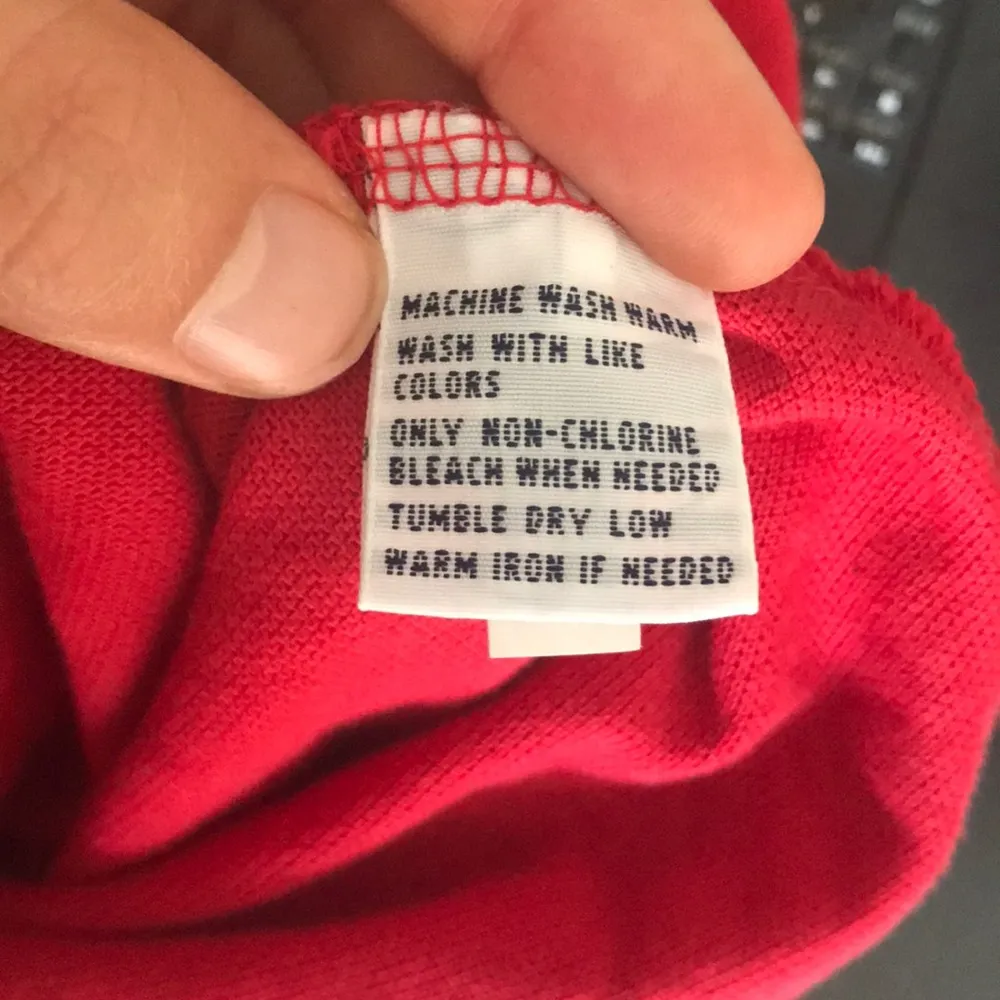 MACHINE WASH WARM
WASH WITH LIKE
COLORS
ONLY NON-CHLORINE
BLEACH WHEN NEEDED
TUMBLE DRY LOW
WARM IRON IF NEEDED